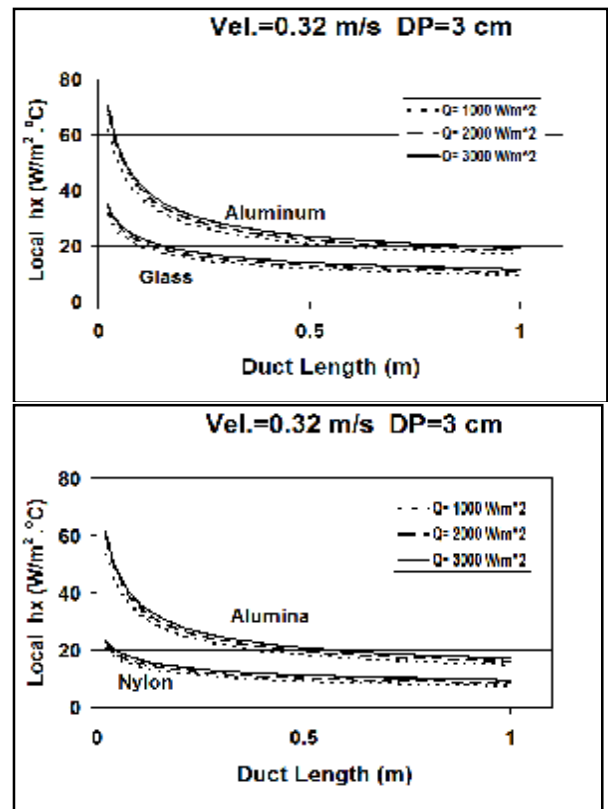 Vel.=0.32 m/s DP=3 cm
80
60
40
20
0
Local hx (W/m².ºC)
Q= 1000 W/m^2
Q= 2000 W/m^2
Q= 3000 W/m^2
Aluminum
Glass
0
0.5
1
Duct Length (m)
Vel.=0.32 m/s DP=3 cm
80
60
40
20
0
Local hx (W/m².°C)
Q= 1000 W/m^2
Q= 2000 W/m^2
Q= 3000 W/m^2
Alumina
Nylon
0
0.5
1
Duct Length (m)